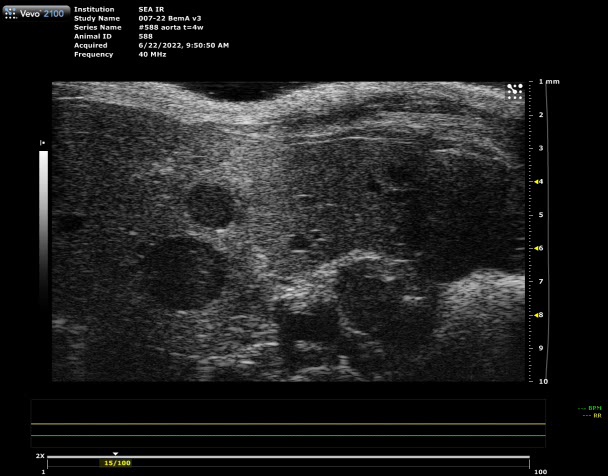 Vevo 2100
Institution SEA IR
Study Name 007-22 BemA v3
Series Name #588 aorta t=4w
Animal ID 588
Acquired 6/22/2022, 9:50:50 AM
Frequency 40 MHz
1 mm
2
3
4
5
6
7
8
9
10
--- BPM
--- RR
2X
15/100
1 100